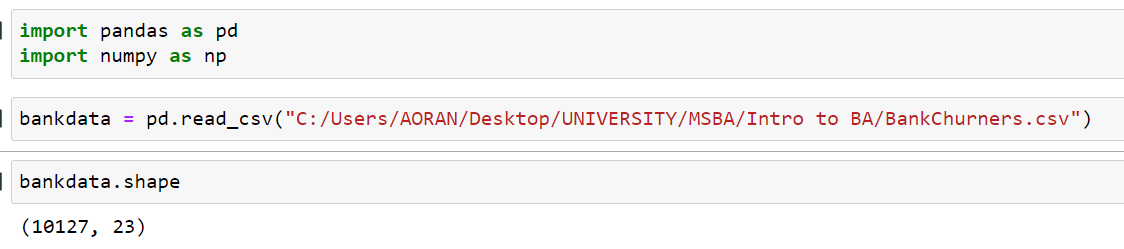 import pandas as pd
import numpy as np
bankdata = pd.read_csv("C:/Users/AORAN/Desktop/UNIVERSITY/MSBA/Intro to BA/BankChurners.csv")
bankdata.shape
(10127, 23)